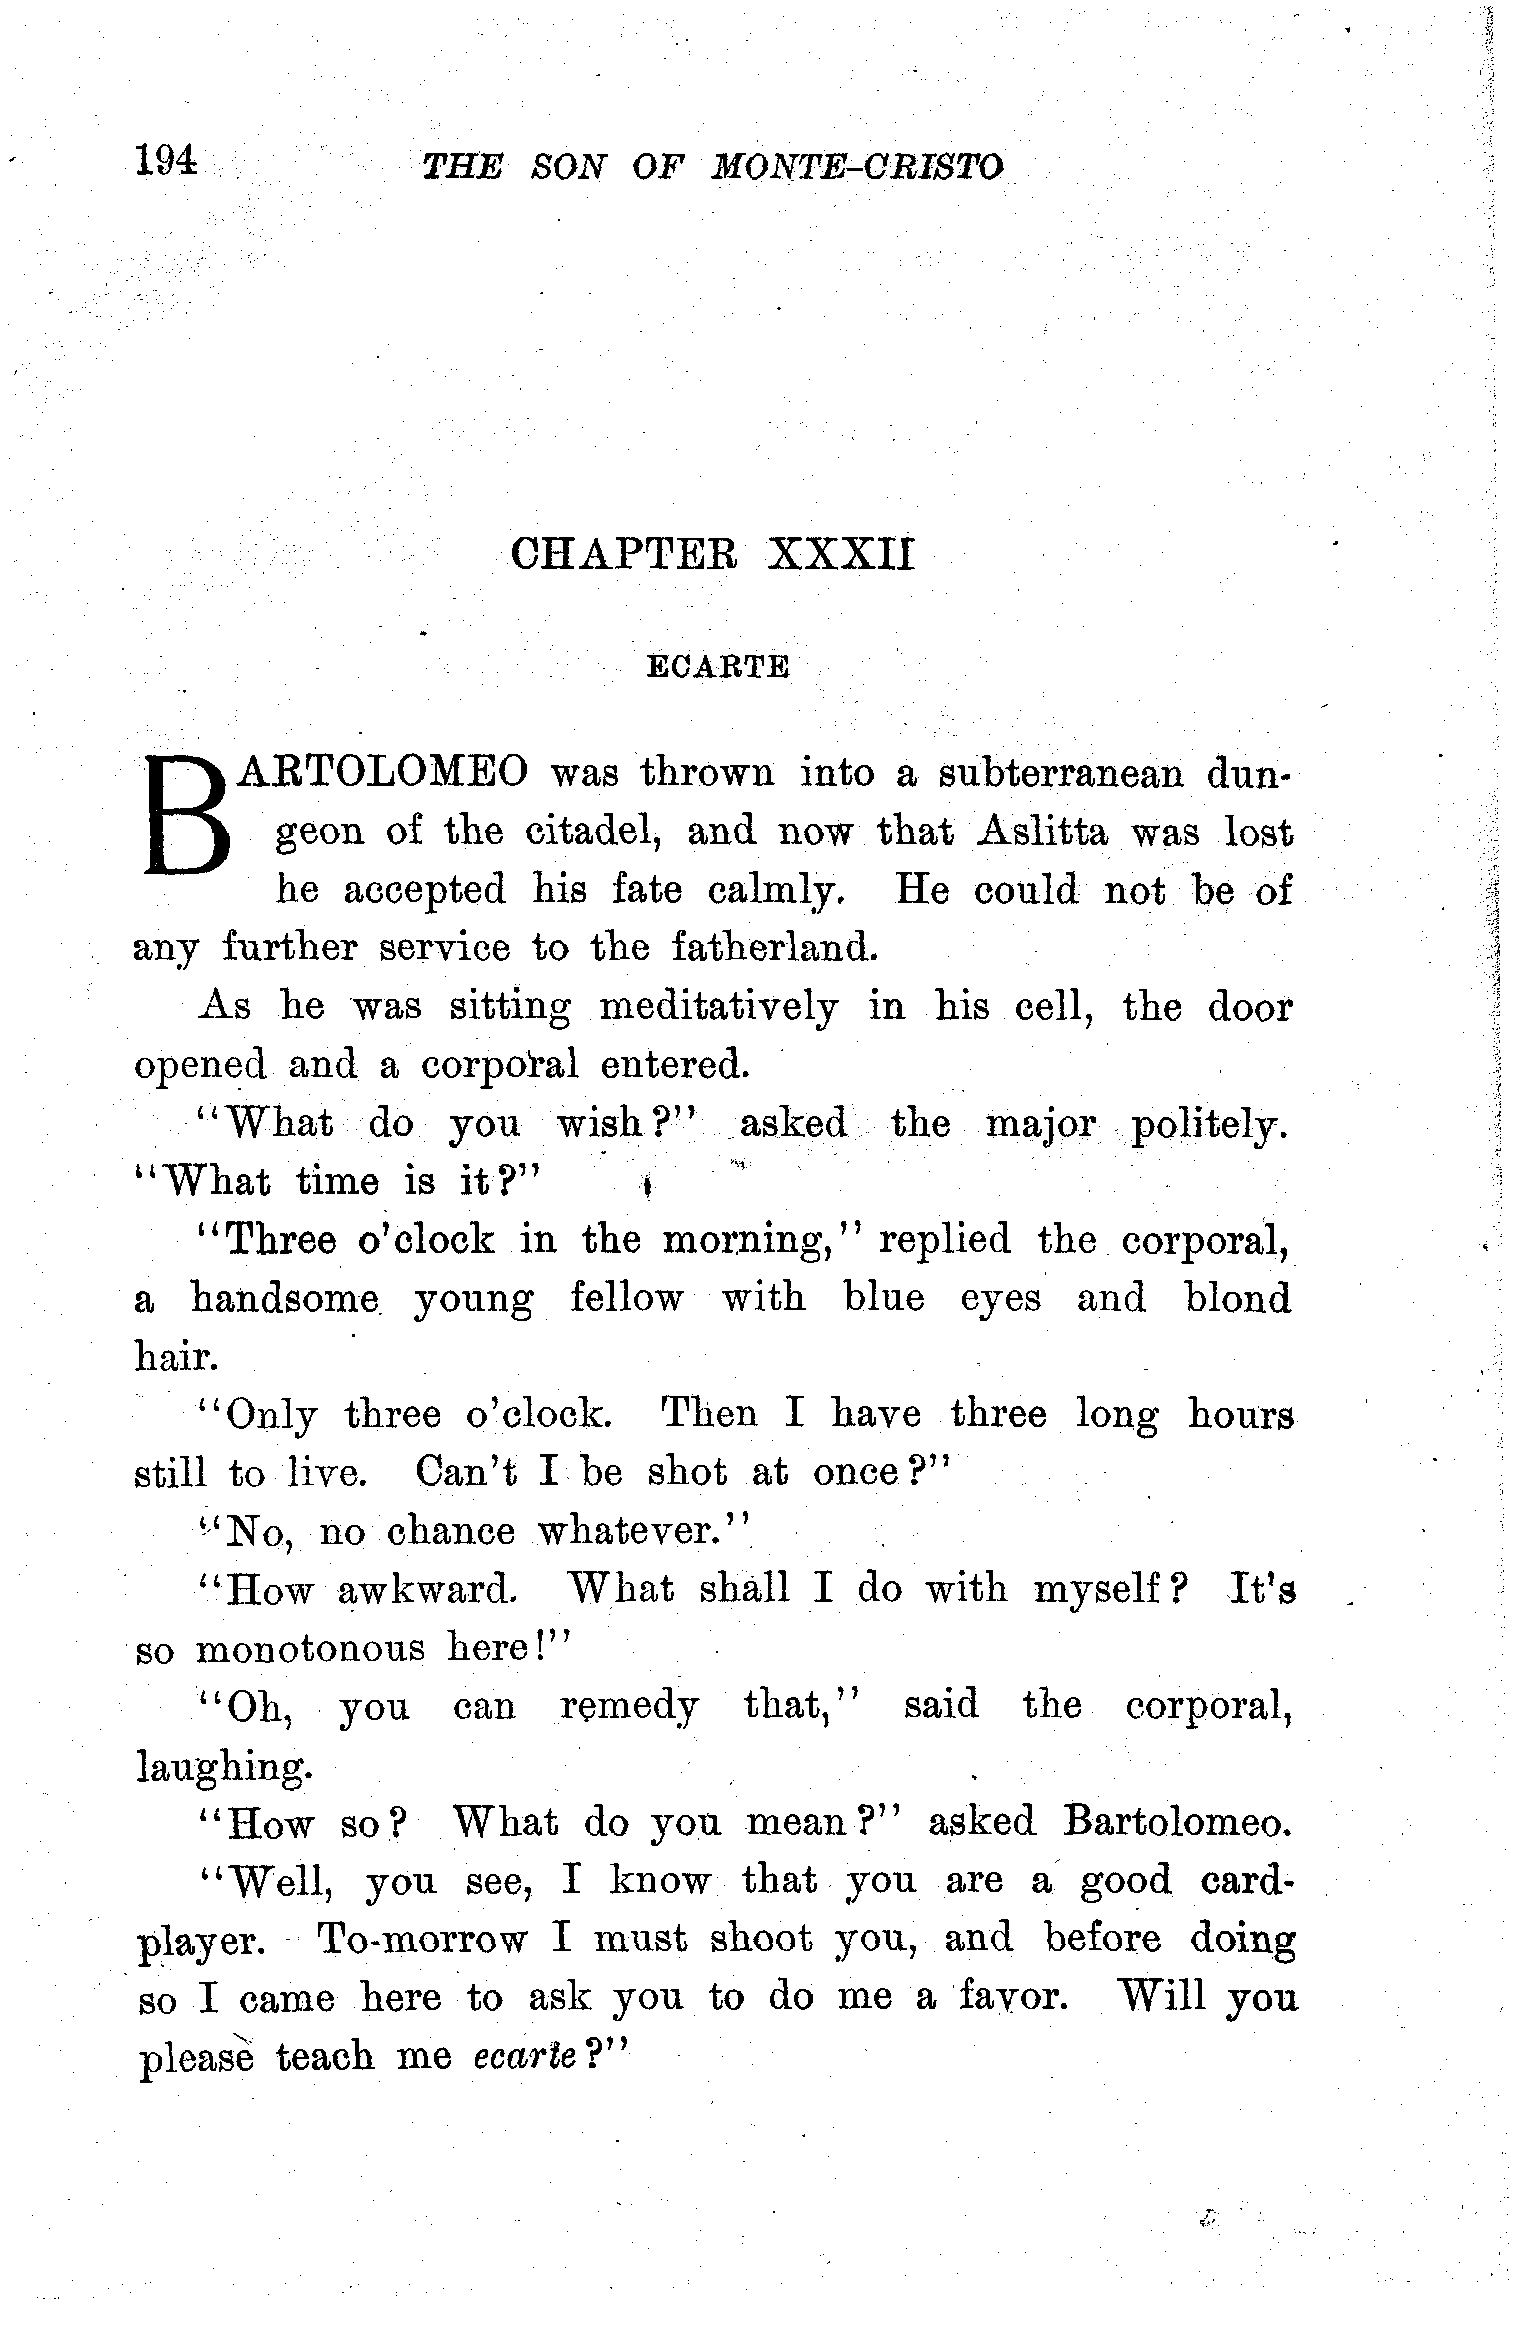 194 THE SON OF MONTE-CRISTO
CHAPTER XXXII
ECARTE
BARTOLOMEO was thrown into a subterranean dun-
geon of the citadel, and now that Aslitta was lost
he accepted his fate calmly. He could not be of
any further service to the fatherland.
As he was sitting meditatively in his cell, the door
opened and a corporal entered.
"What do you wish?" asked the major politely.
"What time is it?"
"Three o'clock in the morning," replied the corporal,
a handsome young fellow with blue eyes and blond
hair.
"Only three o'clock. Then I have three long hours
still to live. Can't I be shot at once?"
"No, no chance whatever."
"How awkward. What shall I do with myself? It's
so monotonous here!"
"Oh, you can remedy that," said the corporal,
laughing.
"How so? What do you mean?" asked Bartolomeo.
"Well, you see, I know that you are a good card-
player. To-morrow I must shoot you, and before doing
so I came here to ask you to do me a favor. Will you
please teach me ecarte?"